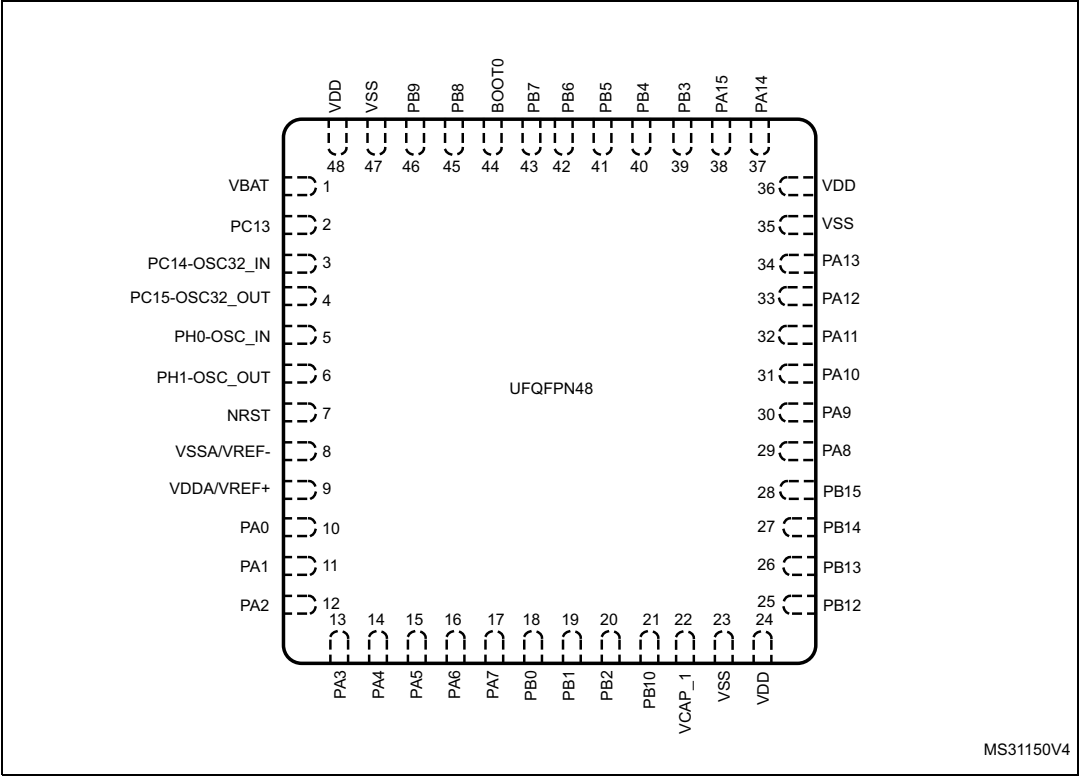 VDD
VSS
PB9
PB8
BOOT0
PB7
PB6
PB5
PB4
PB3
PA15
PA14
48 47 46 45 44 43 42 41 40 39 38 37
VBAT 1
PC13 2
PC14-OSC32_IN 3
PC15-OSC32_OUT 4
PH0-OSC_IN 5
PH1-OSC_OUT 6
NRST 7
VSSA/VREF- 8
VDDA/VREF+ 9
PA0 10
PA1 11
PA2 12
UFQFPN48
36 VDD
35 VSS
34 PA13
33 PA12
32 PA11
31 PA10
30 PA9
29 PA8
28 PB15
27 PB14
26 PB13
25 PB12
13 14 15 16 17 18 19 20 21 22 23 24
PA3
PA4
PA5
PA6
PA7
PB0
PB1
PB2
PB10
VCAP_1
VSS
VDD
MS31150V4